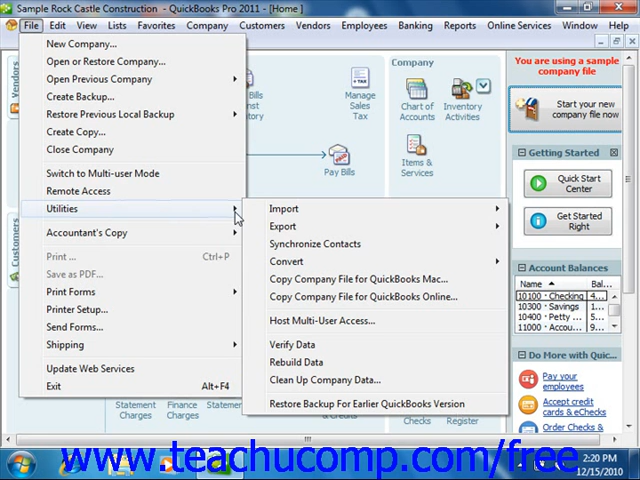 Sample Rock Castle Construction - QuickBooks Pro 2011 - [Home ]
File Edit View Lists Favorites Company Customers Vendors Employees Banking Reports Online Services Window Help
New Company...
Open or Restore Company...
Open Previous Company
Create Backup...
Restore Previous Local Backup
Create Copy...
Close Company
Switch to Multi-user Mode
Remote Access
Utilities
Accountant's Copy
Print ... Ctrl+P
Save as PDF...
Print Forms
Printer Setup...
Send Forms...
Shipping
Update Web Services
Exit Alt+F4
Import
Export
Synchronize Contacts
Convert
Copy Company File for QuickBooks Mac...
Copy Company File for QuickBooks Online...
Host Multi-User Access...
Verify Data
Rebuild Data
Clean Up Company Data...
Restore Backup For Earlier QuickBooks Version
Vendors
Customers
Bills
Manage
Sales
Tax
Pay Bills
Company
Chart of
Accounts
Inventory
Activities
Items &
Services
Statement
Charges
Finance
Charges
Statements
Checks
Register
You are using a sample
company file
Start your new
company file now
Getting Started
Quick Start
Center
Get Started
Right
Account Balances
Name Bal...
10100 · Checking 4...
10300 · Savings 1...
10400 · Petty ...
11000 · Accou...
Do More with Quic...
Pay your
employees
Accept credit
cards & eChecks
Order Checks &
www.teachucomp.com/free
2:20 PM
12/15/2010